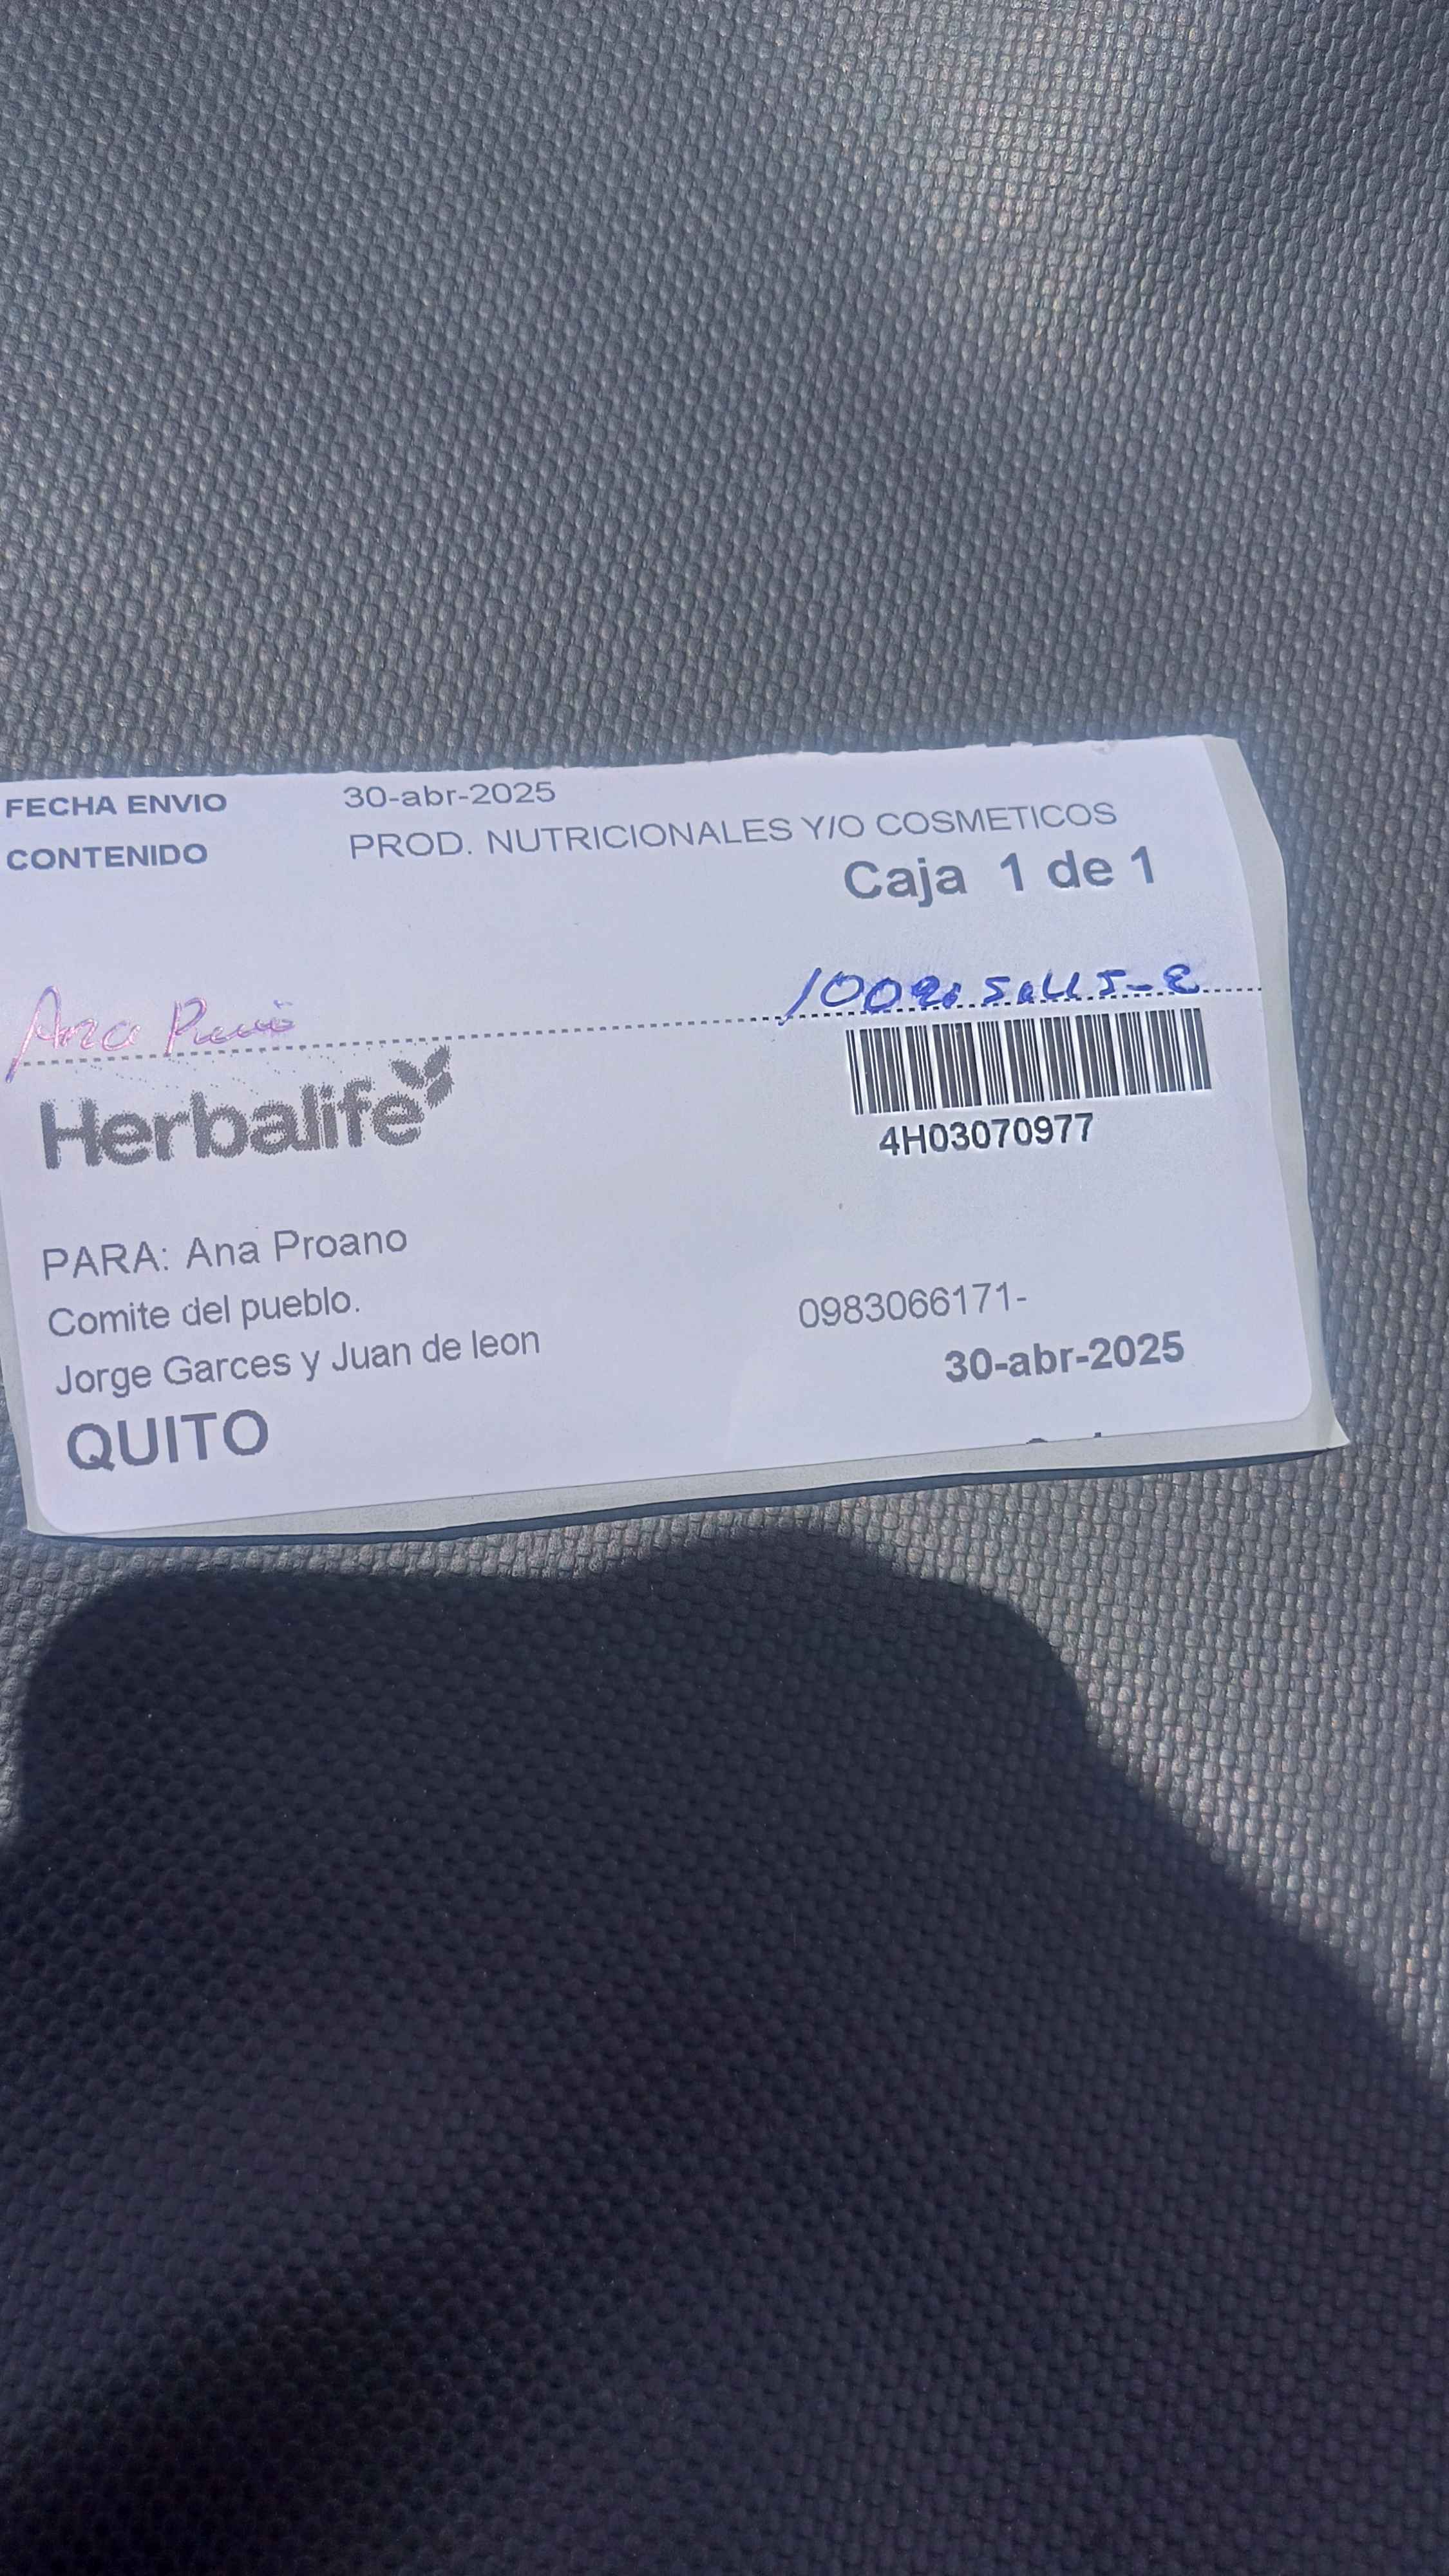 FECHA ENVIO 30-abr-2025
CONTENIDO PROD. NUTRICIONALES Y/O COSMETICOS
Caja 1 de 1
Ana
Herbalife
4H03070977
PARA: Ana Proano
Comite del pueblo.
0983066171-
Jorge Garces y Juan de leon
30-abr-2025
QUITO